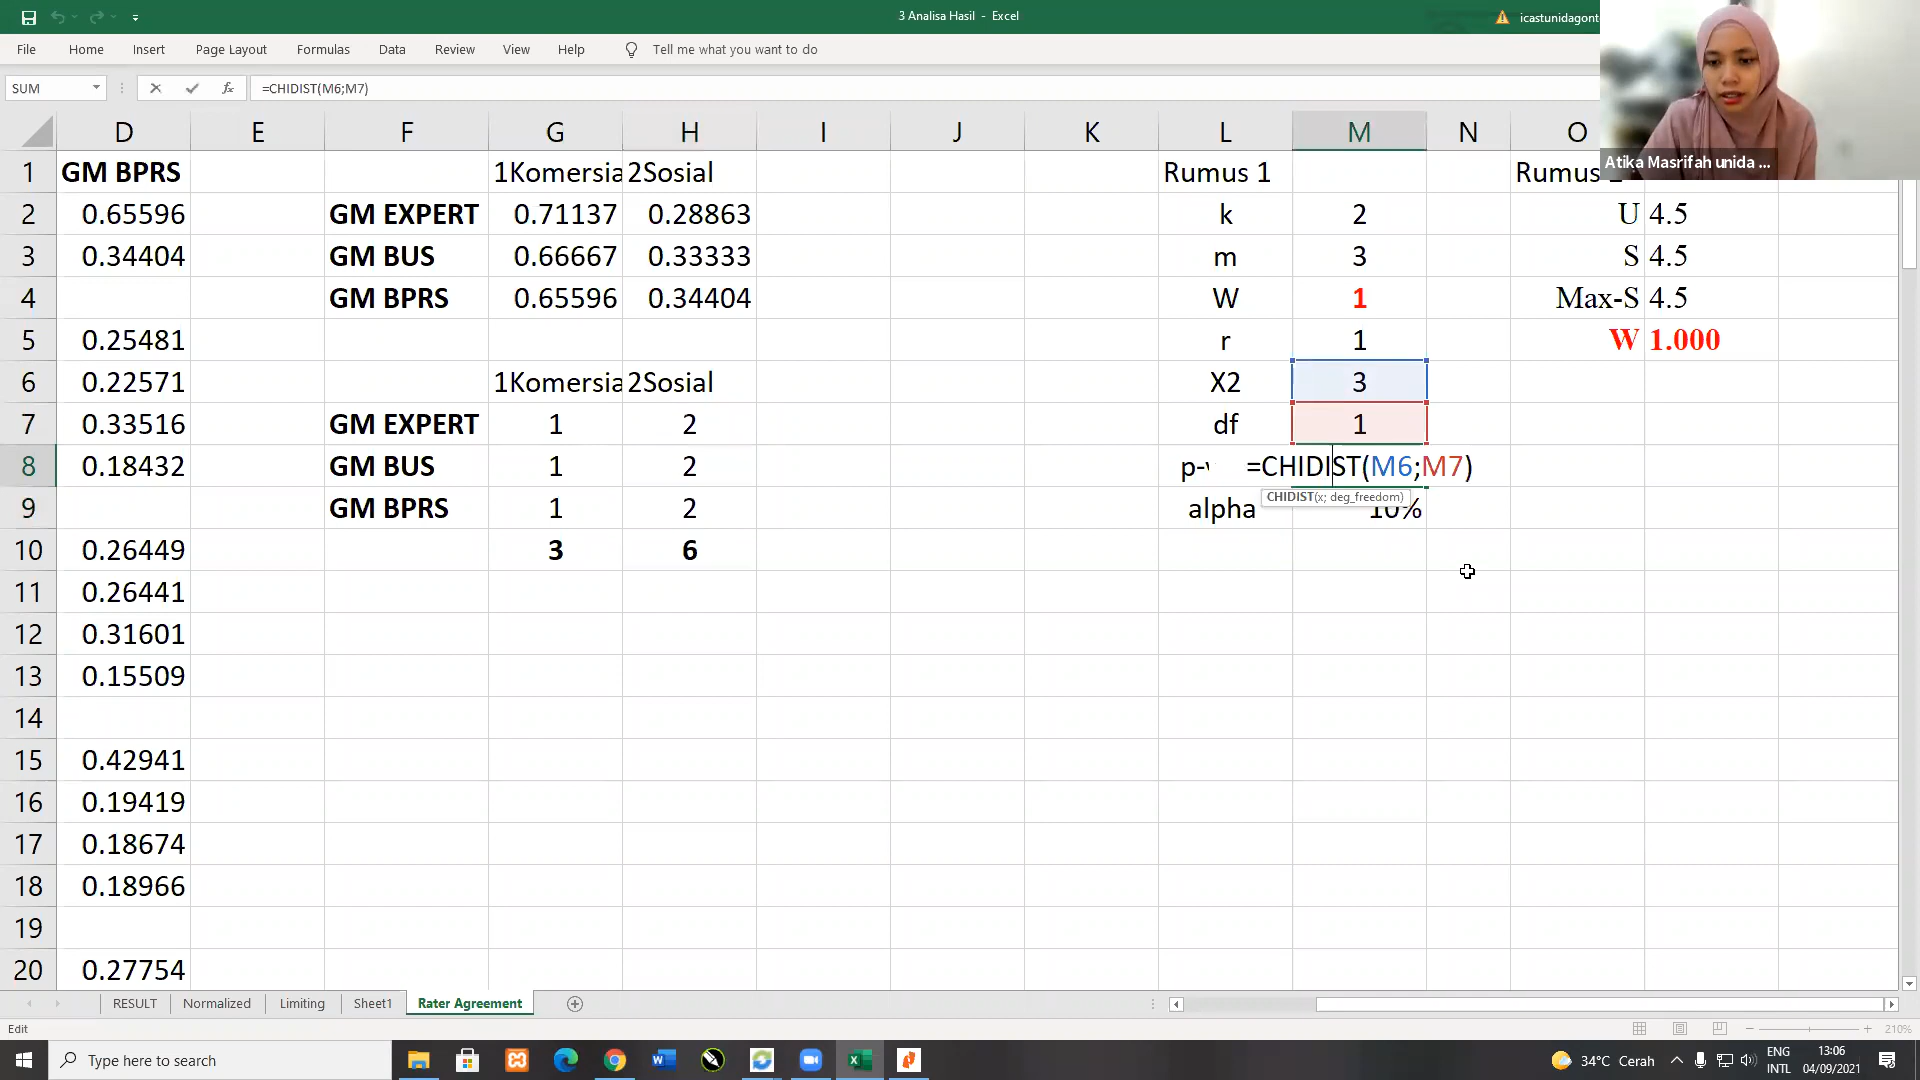 3 Analisa Hasil - Excel
icastunidagont
File Home Insert Page Layout Formulas Data Review View Help Tell me what you want to do
SUM =CHIDIST(M6;M7)
Atika Masrifah unida ...
D E F G H I J K L M N O
1 GM BPRS 1Komersia 2Sosial Rumus 1 Rumus
2 0.65596 GM EXPERT 0.71137 0.28863 k 2 U 4.5
3 0.34404 GM BUS 0.66667 0.33333 m 3 S 4.5
4 GM BPRS 0.65596 0.34404 W 1 Max-S 4.5
5 0.25481 r 1 W 1.000
6 0.22571 1Komersia 2Sosial X2 3
7 0.33516 GM EXPERT 1 2 df 1
8 0.18432 GM BUS 1 2 p-v =CHIDIST(M6;M7)
CHIDIST(x; deg_freedom)
9 GM BPRS 1 2 alpha 10%
10 0.26449 3 6
11 0.26441
12 0.31601
13 0.15509
14
15 0.42941
16 0.19419
17 0.18674
18 0.18966
19
20 0.27754
RESULT Normalized Limiting Sheet1 Rater Agreement
Edit 210%
Type here to search 34°C Cerah ENG 13:06
INTL 04/09/2021